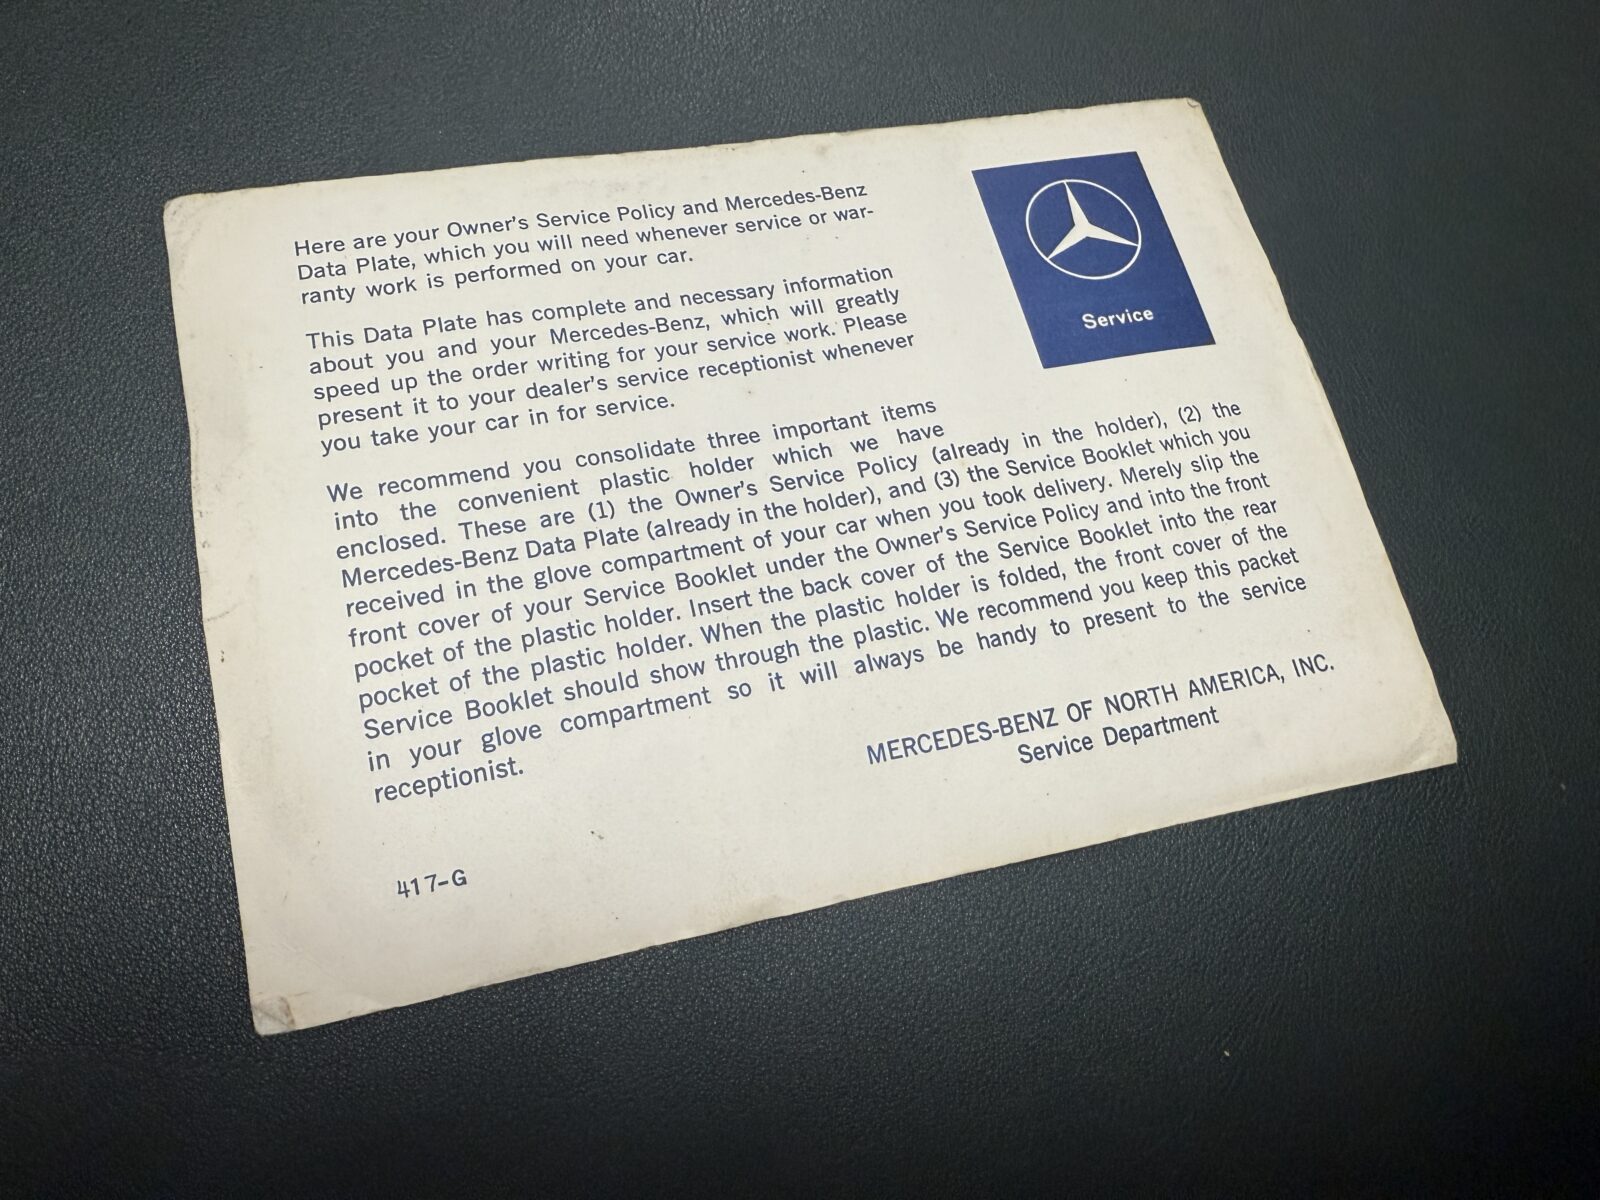 Here are your Owner's Service Policy and Mercedes-Benz
Data Plate, which you will need whenever service or war-
ranty work is performed on your car.
This Data Plate has complete and necessary information
about you and your Mercedes-Benz, which will greatly
speed up the order writing for your service work. Please
present it to your dealer's service receptionist whenever
you take your car in for service.
Service
We recommend you consolidate three important items
into the convenient plastic holder which we have
enclosed. These are (1) the Owner's Service Policy (already in the holder), (2) the
Mercedes-Benz Data Plate (already in the holder), and (3) the Service Booklet which you
received in the glove compartment of your car when you took delivery. Merely slip the
front cover of your Service Booklet under the Owner's Service Policy and into the front
pocket of the plastic holder. Insert the back cover of the Service Booklet into the rear
pocket of the plastic holder. When the plastic holder is folded, the front cover of the
Service Booklet should show through the plastic. We recommend you keep this packet
in your glove compartment so it will always be handy to present to the service
receptionist.
MERCEDES-BENZ OF NORTH AMERICA, INC.
Service Department
417-G